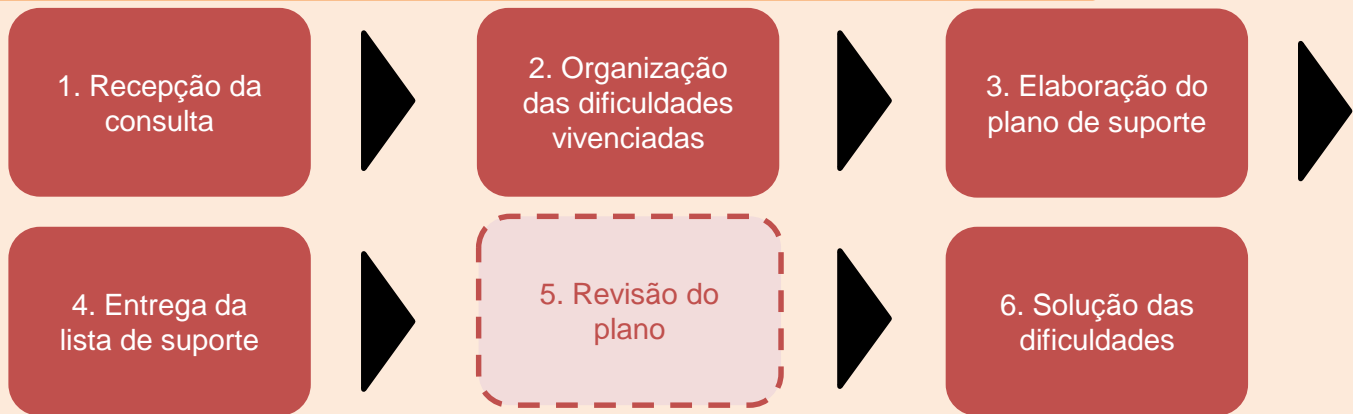 1. Recepção da
consulta
2. Organização
das dificuldades
vivenciadas
3. Elaboração do
plano de suporte
4. Entrega da
lista de suporte
5. Revisão do
plano
6. Solução das
dificuldades